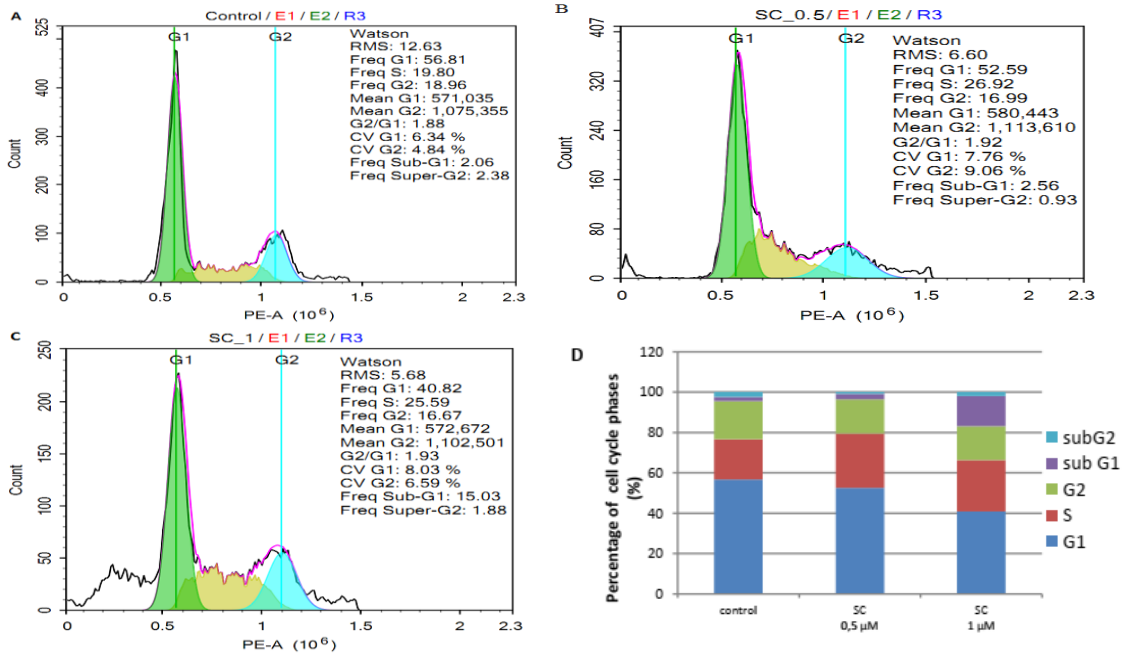 A
Control / E1 / E2 / R3
525
400
300
200
100
0
Count
G1
G2
Watson
RMS: 12.63
Freq G1: 56.81
Freq S: 19.80
Freq G2: 18.96
Mean G1: 571,035
Mean G2: 1,075,355
G2/G1: 1.88
CV G1: 6.34 %
CV G2: 4.84 %
Freq Sub-G1: 2.06
Freq Super-G2: 2.38
0 0.5 1 1.5 2 2.3
PE-A (10⁶)
B
SC_0.5/ E1 / E2 / R3
407
320
240
160
80
0
Count
G1
G2
Watson
RMS: 6.60
Freq G1: 52.59
Freq S: 26.92
Freq G2: 16.99
Mean G1: 580,443
Mean G2: 1,113,610
G2/G1: 1.92
CV G1: 7.76 %
CV G2: 9.06 %
Freq Sub-G1: 2.56
Freq Super-G2: 0.93
0 0.5 1 1.5 2 2.3
PE-A (10⁶)
C
SC_1 / E1 / E2 / R3
250
200
150
100
50
0
Count
G1
G2
Watson
RMS: 5.68
Freq G1: 40.82
Freq S: 25.59
Freq G2: 16.67
Mean G1: 572,672
Mean G2: 1,102,501
G2/G1: 1.93
CV G1: 8.03 %
CV G2: 6.59 %
Freq Sub-G1: 15.03
Freq Super-G2: 1.88
0 0.5 1 1.5 2 2.3
PE-A (10⁶)
D
120
100
80
60
40
20
0
Percentage of cell cycle phases
(%)
control
SC
0,5 µM
SC
1 µM
subG2
sub G1
G2
S
G1